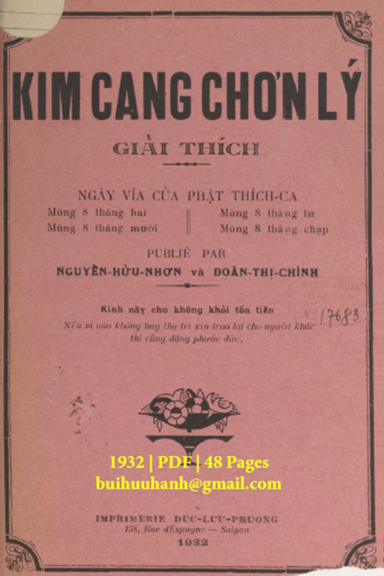 KIM CANG CHƠN LÝ
GIẢI THÍCH
NGÀY VÍA CỦA PHẬT THÍCH-CA
Mùng 8 tháng hai
Mùng 8 tháng tư
Mùng 8 tháng mười
Mùng 8 tháng chạp
PUBLIÉ PAR
NGUYỄN-HỮU-NHƠN và ĐOÀN-THỊ-CHỈNH
Kinh nầy cho không khỏi tốn tiền
Nếu vị nào không hay thọ trì xin trao lại cho người khác
thì cũng đặng phước đức.
N° 17683
1932 | PDF | 48 Pages
buihuuhanh@gmail.com
IMPRIMERIE DUC-LUU-PHUONG
158, Rue d'Espagne — Saigon
1932